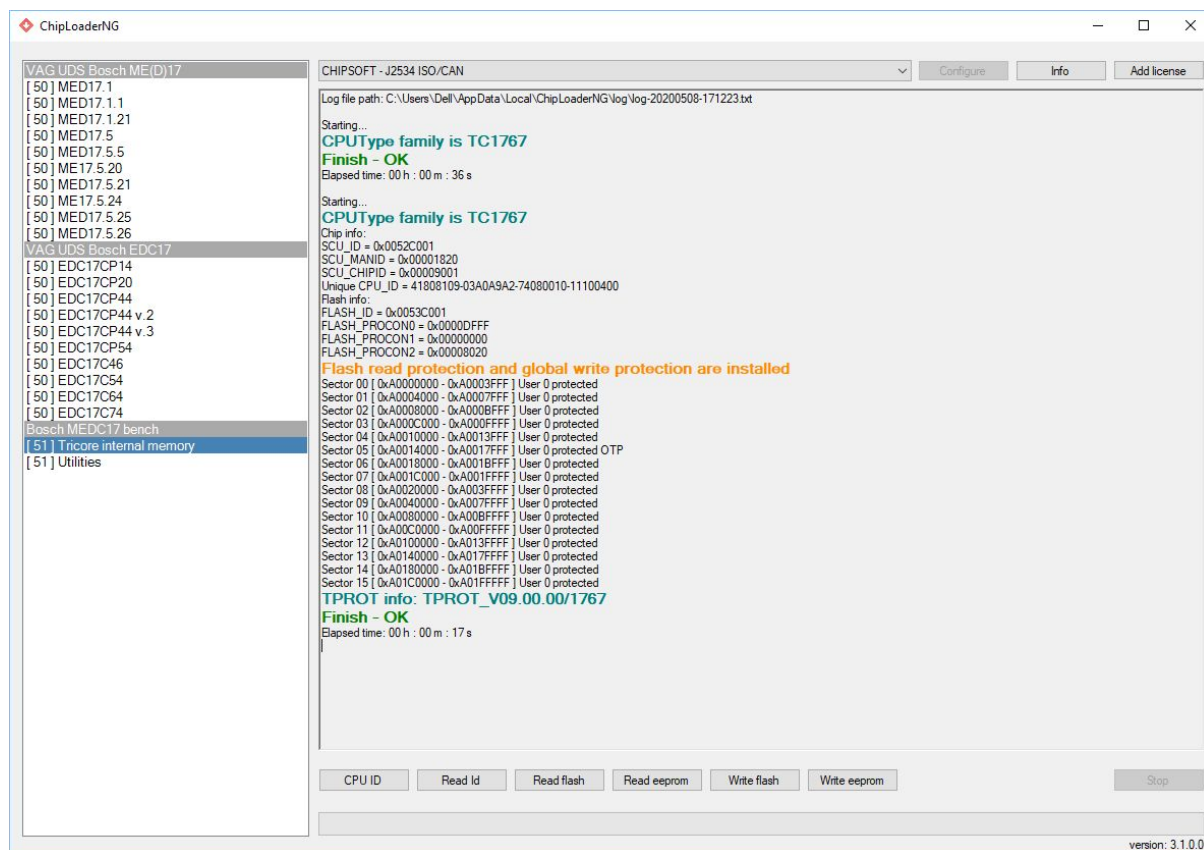 ChipLoaderNG
VAG UDS Bosch ME(D)17
[ 50 ] MED17.1
[ 50 ] MED17.1.1
[ 50 ] MED17.1.21
[ 50 ] MED17.5
[ 50 ] MED17.5.5
[ 50 ] ME17.5.20
[ 50 ] MED17.5.21
[ 50 ] ME17.5.24
[ 50 ] MED17.5.25
[ 50 ] MED17.5.26
VAG UDS Bosch EDC17
[ 50 ] EDC17CP14
[ 50 ] EDC17CP20
[ 50 ] EDC17CP44
[ 50 ] EDC17CP44 v.2
[ 50 ] EDC17CP44 v.3
[ 50 ] EDC17CP54
[ 50 ] EDC17C46
[ 50 ] EDC17C54
[ 50 ] EDC17C64
[ 50 ] EDC17C74
Bosch MEDC17 bench
[ 51 ] Tricore internal memory
[ 51 ] Utilities
CHIPSOFT - J2534 ISO/CAN
Configure
Info
Add license
Log file path: C:\Users\Dell\AppData\Local\ChipLoaderNG\log\log-20200508-171223.txt
Starting...
CPUType family is TC1767
Finish - OK
Elapsed time: 00 h : 00 m : 36 s
Starting...
CPUType family is TC1767
Chip info:
SCU_ID = 0x0052C001
SCU_MANID = 0x00001820
SCU_CHIPID = 0x00009001
Unique CPU_ID = 41808109-03A0A9A2-74080010-11100400
Flash info:
FLASH_ID = 0x0053C001
FLASH_PROCON0 = 0x0000DFFF
FLASH_PROCON1 = 0x00000000
FLASH_PROCON2 = 0x00008020
Flash read protection and global write protection are installed
Sector 00 [ 0xA0000000 - 0xA0003FFF ] User 0 protected
Sector 01 [ 0xA0004000 - 0xA0007FFF ] User 0 protected
Sector 02 [ 0xA0008000 - 0xA000BFFF ] User 0 protected
Sector 03 [ 0xA000C000 - 0xA000FFFF ] User 0 protected
Sector 04 [ 0xA0010000 - 0xA0013FFF ] User 0 protected
Sector 05 [ 0xA0014000 - 0xA0017FFF ] User 0 protected OTP
Sector 06 [ 0xA0018000 - 0xA001BFFF ] User 0 protected
Sector 07 [ 0xA001C000 - 0xA001FFFF ] User 0 protected
Sector 08 [ 0xA0020000 - 0xA003FFFF ] User 0 protected
Sector 09 [ 0xA0040000 - 0xA007FFFF ] User 0 protected
Sector 10 [ 0xA0080000 - 0xA00BFFFF ] User 0 protected
Sector 11 [ 0xA00C0000 - 0xA00FFFFF ] User 0 protected
Sector 12 [ 0xA0100000 - 0xA013FFFF ] User 0 protected
Sector 13 [ 0xA0140000 - 0xA017FFFF ] User 0 protected
Sector 14 [ 0xA0180000 - 0xA01BFFFF ] User 0 protected
Sector 15 [ 0xA01C0000 - 0xA01FFFFF ] User 0 protected
TPROT info: TPROT_V09.00.00/1767
Finish - OK
Elapsed time: 00 h : 00 m : 17 s
CPU ID
Read Id
Read flash
Read eeprom
Write flash
Write eeprom
Stop
version: 3.1.0.0